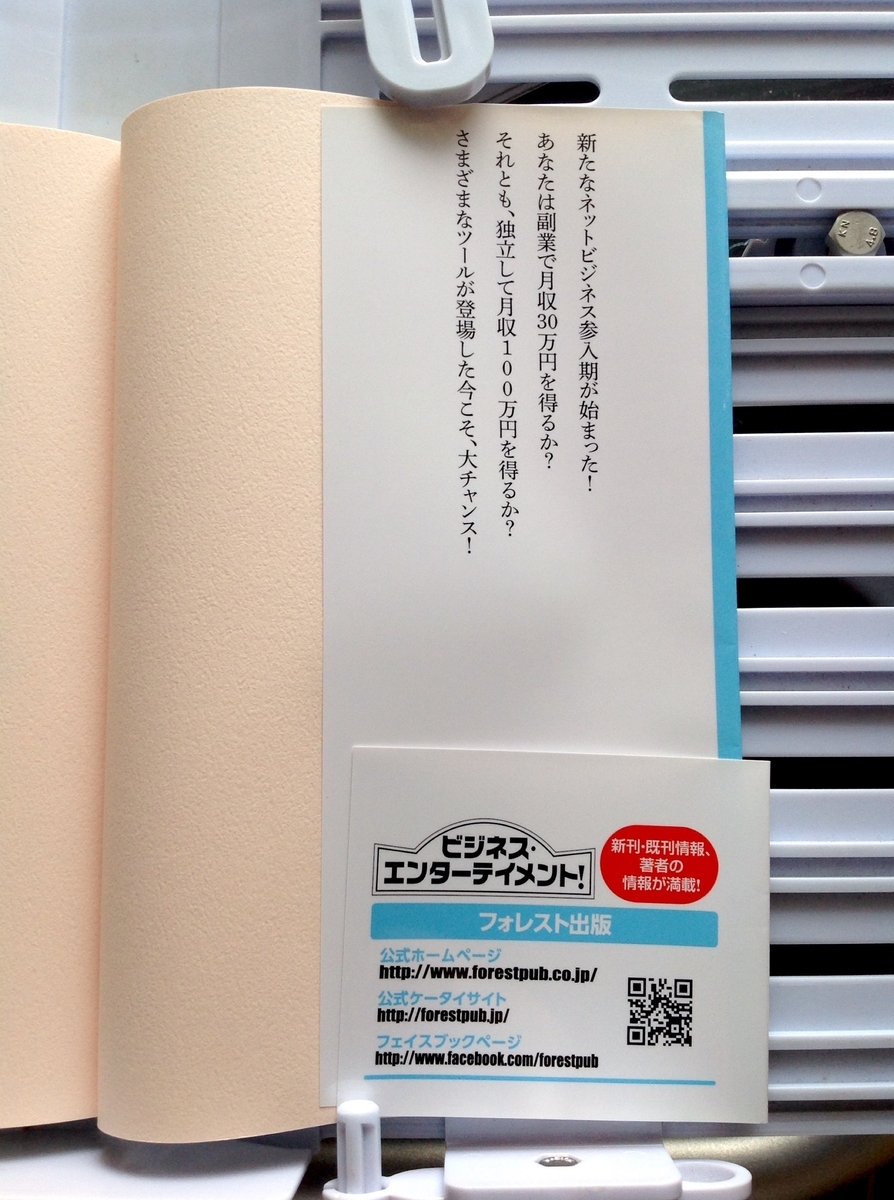 新たなネットビジネス参入期が始まった！
あなたは副業で月収30万円を得るか？
それとも、独立して月収１００万円を得るか？
さまざまなツールが登場した今こそ、大チャンス！
ビジネス・
エンターテイメント！
新刊・既刊情報、
著者の
情報が満載！
フォレスト出版
公式ホームページ
http://www.forestpub.co.jp/
公式ケータイサイト
http://forestpub.jp/
フェイスブックページ
http://www.facebook.com/forestpub
KN
4.8